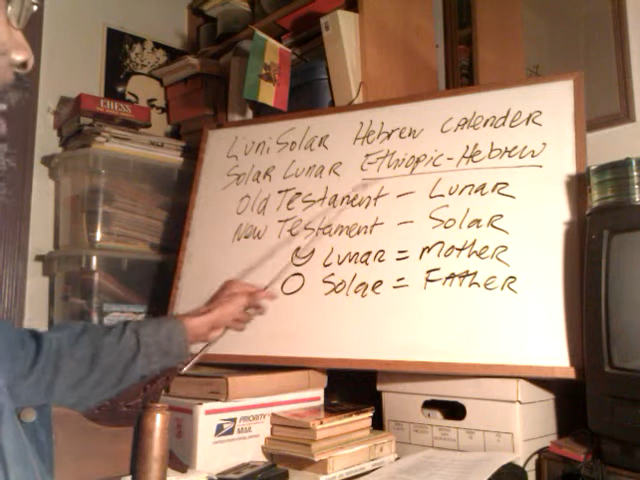 CHESS
LuniSolar Hebrew CALENDER
Solar Lunar Ethiopic-Hebrew
Old Testament - Lunar
New Testament - Solar
Lunar = Mother
Solar = FATHER
PRIORITY
MAIL